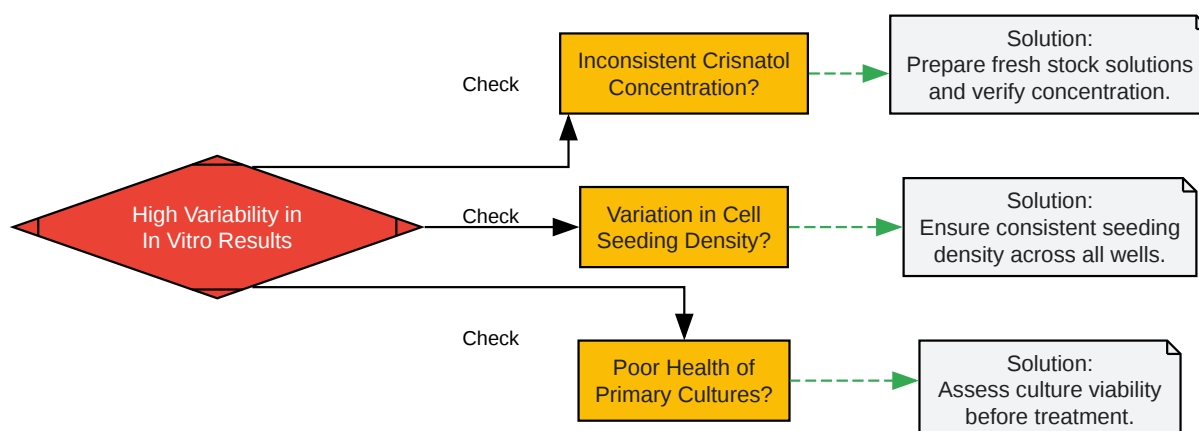 High Variability in
In Vitro Results
Check
Inconsistent Crisnatol
Concentration?
Solution:
Prepare fresh stock solutions
and verify concentration.
Check
Variation in Cell
Seeding Density?
Solution:
Ensure consistent seeding
density across all wells.
Check
Poor Health of
Primary Cultures?
Solution:
Assess culture viability
before treatment.